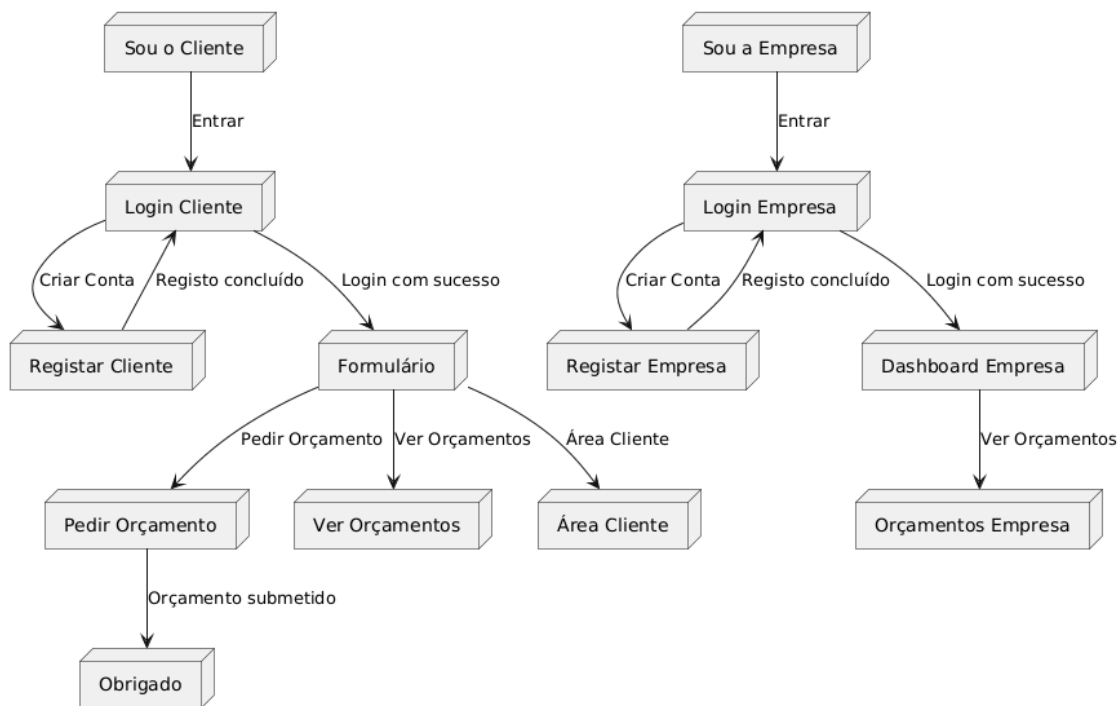 Sou o Cliente
Sou a Empresa
Entrar
Entrar
Login Cliente
Login Empresa
Criar Conta
Registo concluído
Login com sucesso
Criar Conta
Registo concluído
Login com sucesso
Registar Cliente
Formulário
Registar Empresa
Dashboard Empresa
Pedir Orçamento
Ver Orçamentos
Área Cliente
Ver Orçamentos
Pedir Orçamento
Ver Orçamentos
Área Cliente
Orçamentos Empresa
Orçamento submetido
Obrigado